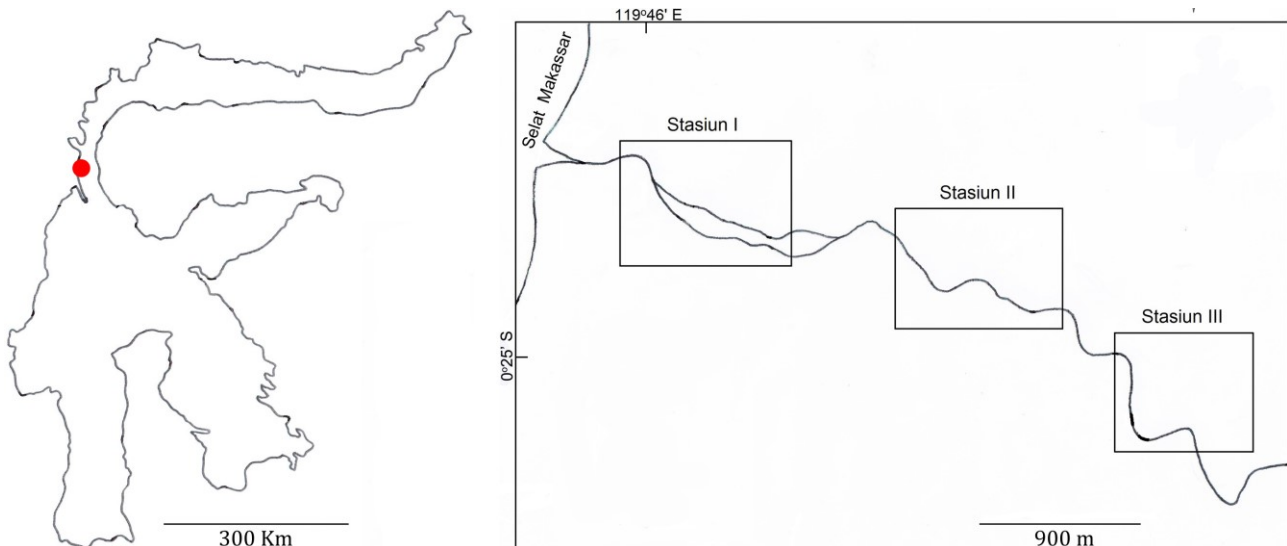 119°46' E
Selat Makassar
Stasiun I
Stasiun II
Stasiun III
0°25' S
300 Km
900 m